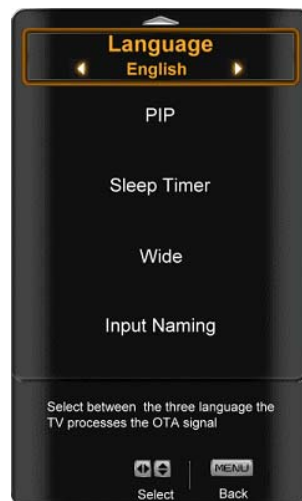 Language
English
PIP
Sleep Timer
Wide
Input Naming
Select between the three language the
TV processes the OTA signal
MENU
Select Back